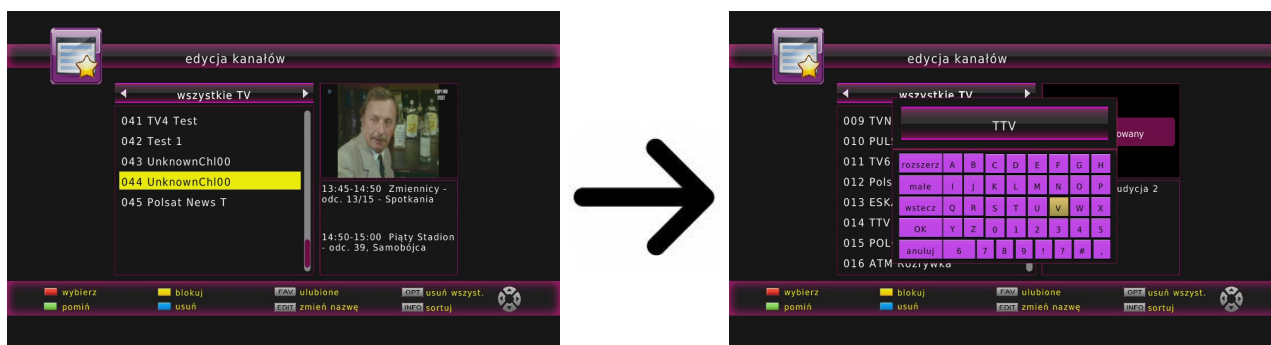 edycja kanałów
wszystkie TV
041 TV4 Test
042 Test 1
043 UnknownChl00
044 UnknownChl00
045 Polsat News T
13:45-14:50 Zmiennicy -
odc. 13/15 - Spotkania
14:50-15:00 Piąty Stadion
- odc. 39, Samobójca
wybierz blokuj FAV ulubione OPT usuń wszyst.
pomiń usuń EDIT zmień nazwę INFO sortuj
edycja kanałów
wszystkie TV
009 TVN
010 PUL
011 TV6
012 Pols
013 ESK
014 TTV
015 POL
016 ATM Rozrywka
owany
udycja 2
TTV
rozszerz A B C D E F G H
małe I J K L M N O P
wstecz Q R S T U V W X
OK Y Z 0 1 2 3 4 5
anuluj 6 7 8 9 ! ? # .
wybierz blokuj FAV ulubione OPT usuń wszyst.
pomiń usuń EDIT zmień nazwę INFO sortuj